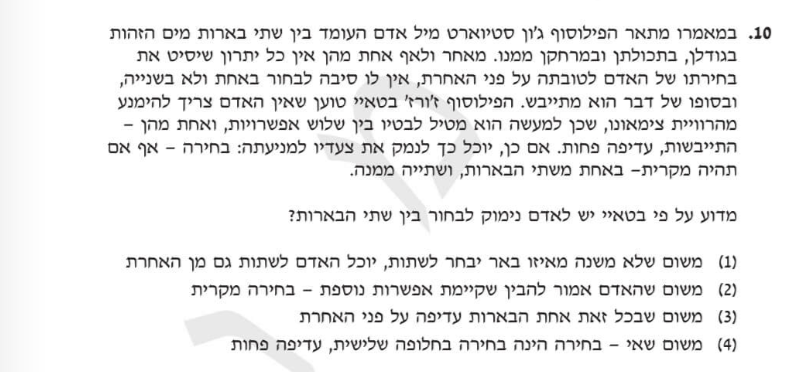 10. במאמרו מתאר הפילוסוף ג'ון סטיוארט מיל אדם העומד בין שתי בארות מים הזהות
בגודלן, בתכולתן ובמרחקן ממנו. מאחר ולאף אחת מהן אין כל יתרון שיסיט את
בחירתו של האדם לטובתה על פני האחרת, אין לו סיבה לבחור באחת ולא בשנייה,
ובסופו של דבר הוא מתייבש. הפילוסוף ז'ורז' בטאיי טוען שאין האדם צריך להימנע
מהרוויית צימאונו, שכן למעשה הוא מטיל לבטיו בין שלוש אפשרויות, ואחת מהן –
התייבשות, עדיפה פחות. אם כן, יוכל כך לנמק את צעדיו למניעתה: בחירה – אף אם
תהיה מקרית– באחת משתי הבארות, ושתייה ממנה.
מדוע על פי בטאיי יש לאדם נימוק לבחור בין שתי הבארות?
(1) משום שלא משנה מאיזו באר יבחר לשתות, יוכל האדם לשתות גם מן האחרת
(2) משום שהאדם אמור להבין שקיימת אפשרות נוספת – בחירה מקרית
(3) משום שבכל זאת אחת הבארות עדיפה על פני האחרת
(4) משום שאי – בחירה הינה בחירה בחלופה שלישית, עדיפה פחות